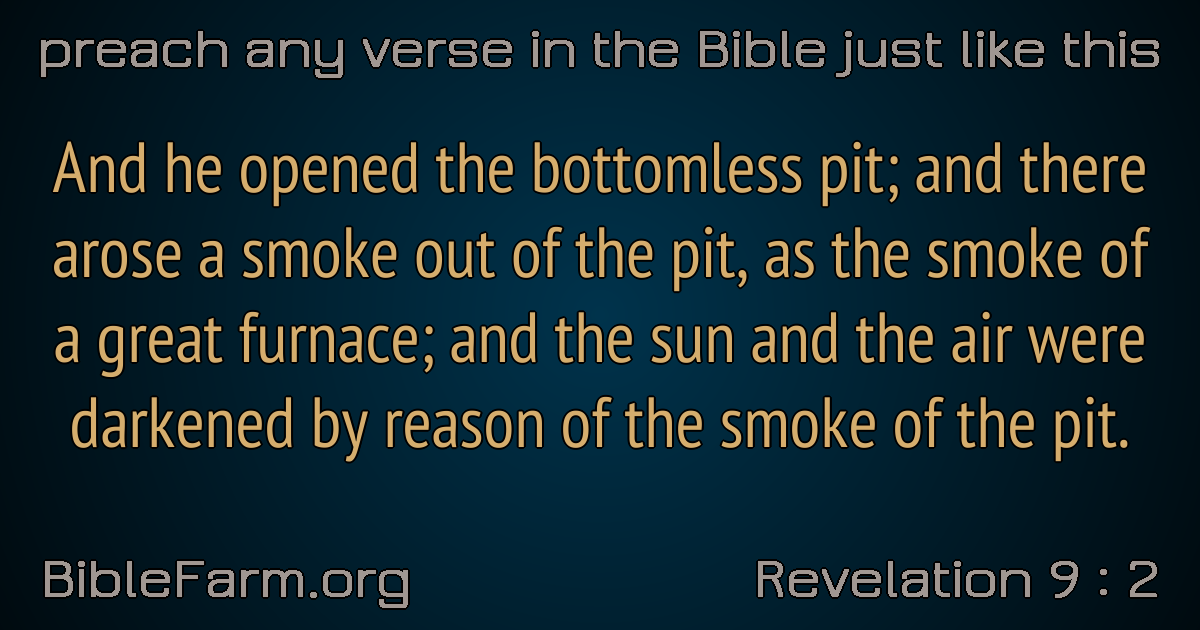 preach any verse in the Bible just like this
And he opened the bottomless pit; and there
arose a smoke out of the pit, as the smoke of
a great furnace; and the sun and the air were
darkened by reason of the smoke of the pit.
BibleFarm.org
Revelation 9 : 2